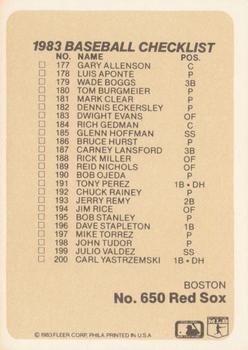 1983 BASEBALL CHECKLIST
NO. NAME POS.
177 GARY ALLENSON C
178 LUIS APONTE P
179 WADE BOGGS 3B
180 TOM BURGMEIER P
181 MARK CLEAR P
182 DENNIS ECKERSLEY P
183 DWIGHT EVANS OF
184 RICH GEDMAN C
185 GLENN HOFFMAN SS
186 BRUCE HURST P
187 CARNEY LANSFORD 3B
188 RICK MILLER OF
189 REID NICHOLS OF
190 BOB OJEDA P
191 TONY PEREZ 1B • DH
192 CHUCK RAINEY P
193 JERRY REMY 2B
194 JIM RICE OF
195 BOB STANLEY P
196 DAVE STAPLETON 1B
197 MIKE TORREZ P
198 JOHN TUDOR P
199 JULIO VALDEZ SS
200 CARL YASTRZEMSKI 1B • DH
BOSTON
No. 650 Red Sox
© 1983 FLEER CORP. PHILA. PRINTED IN U.S.A.